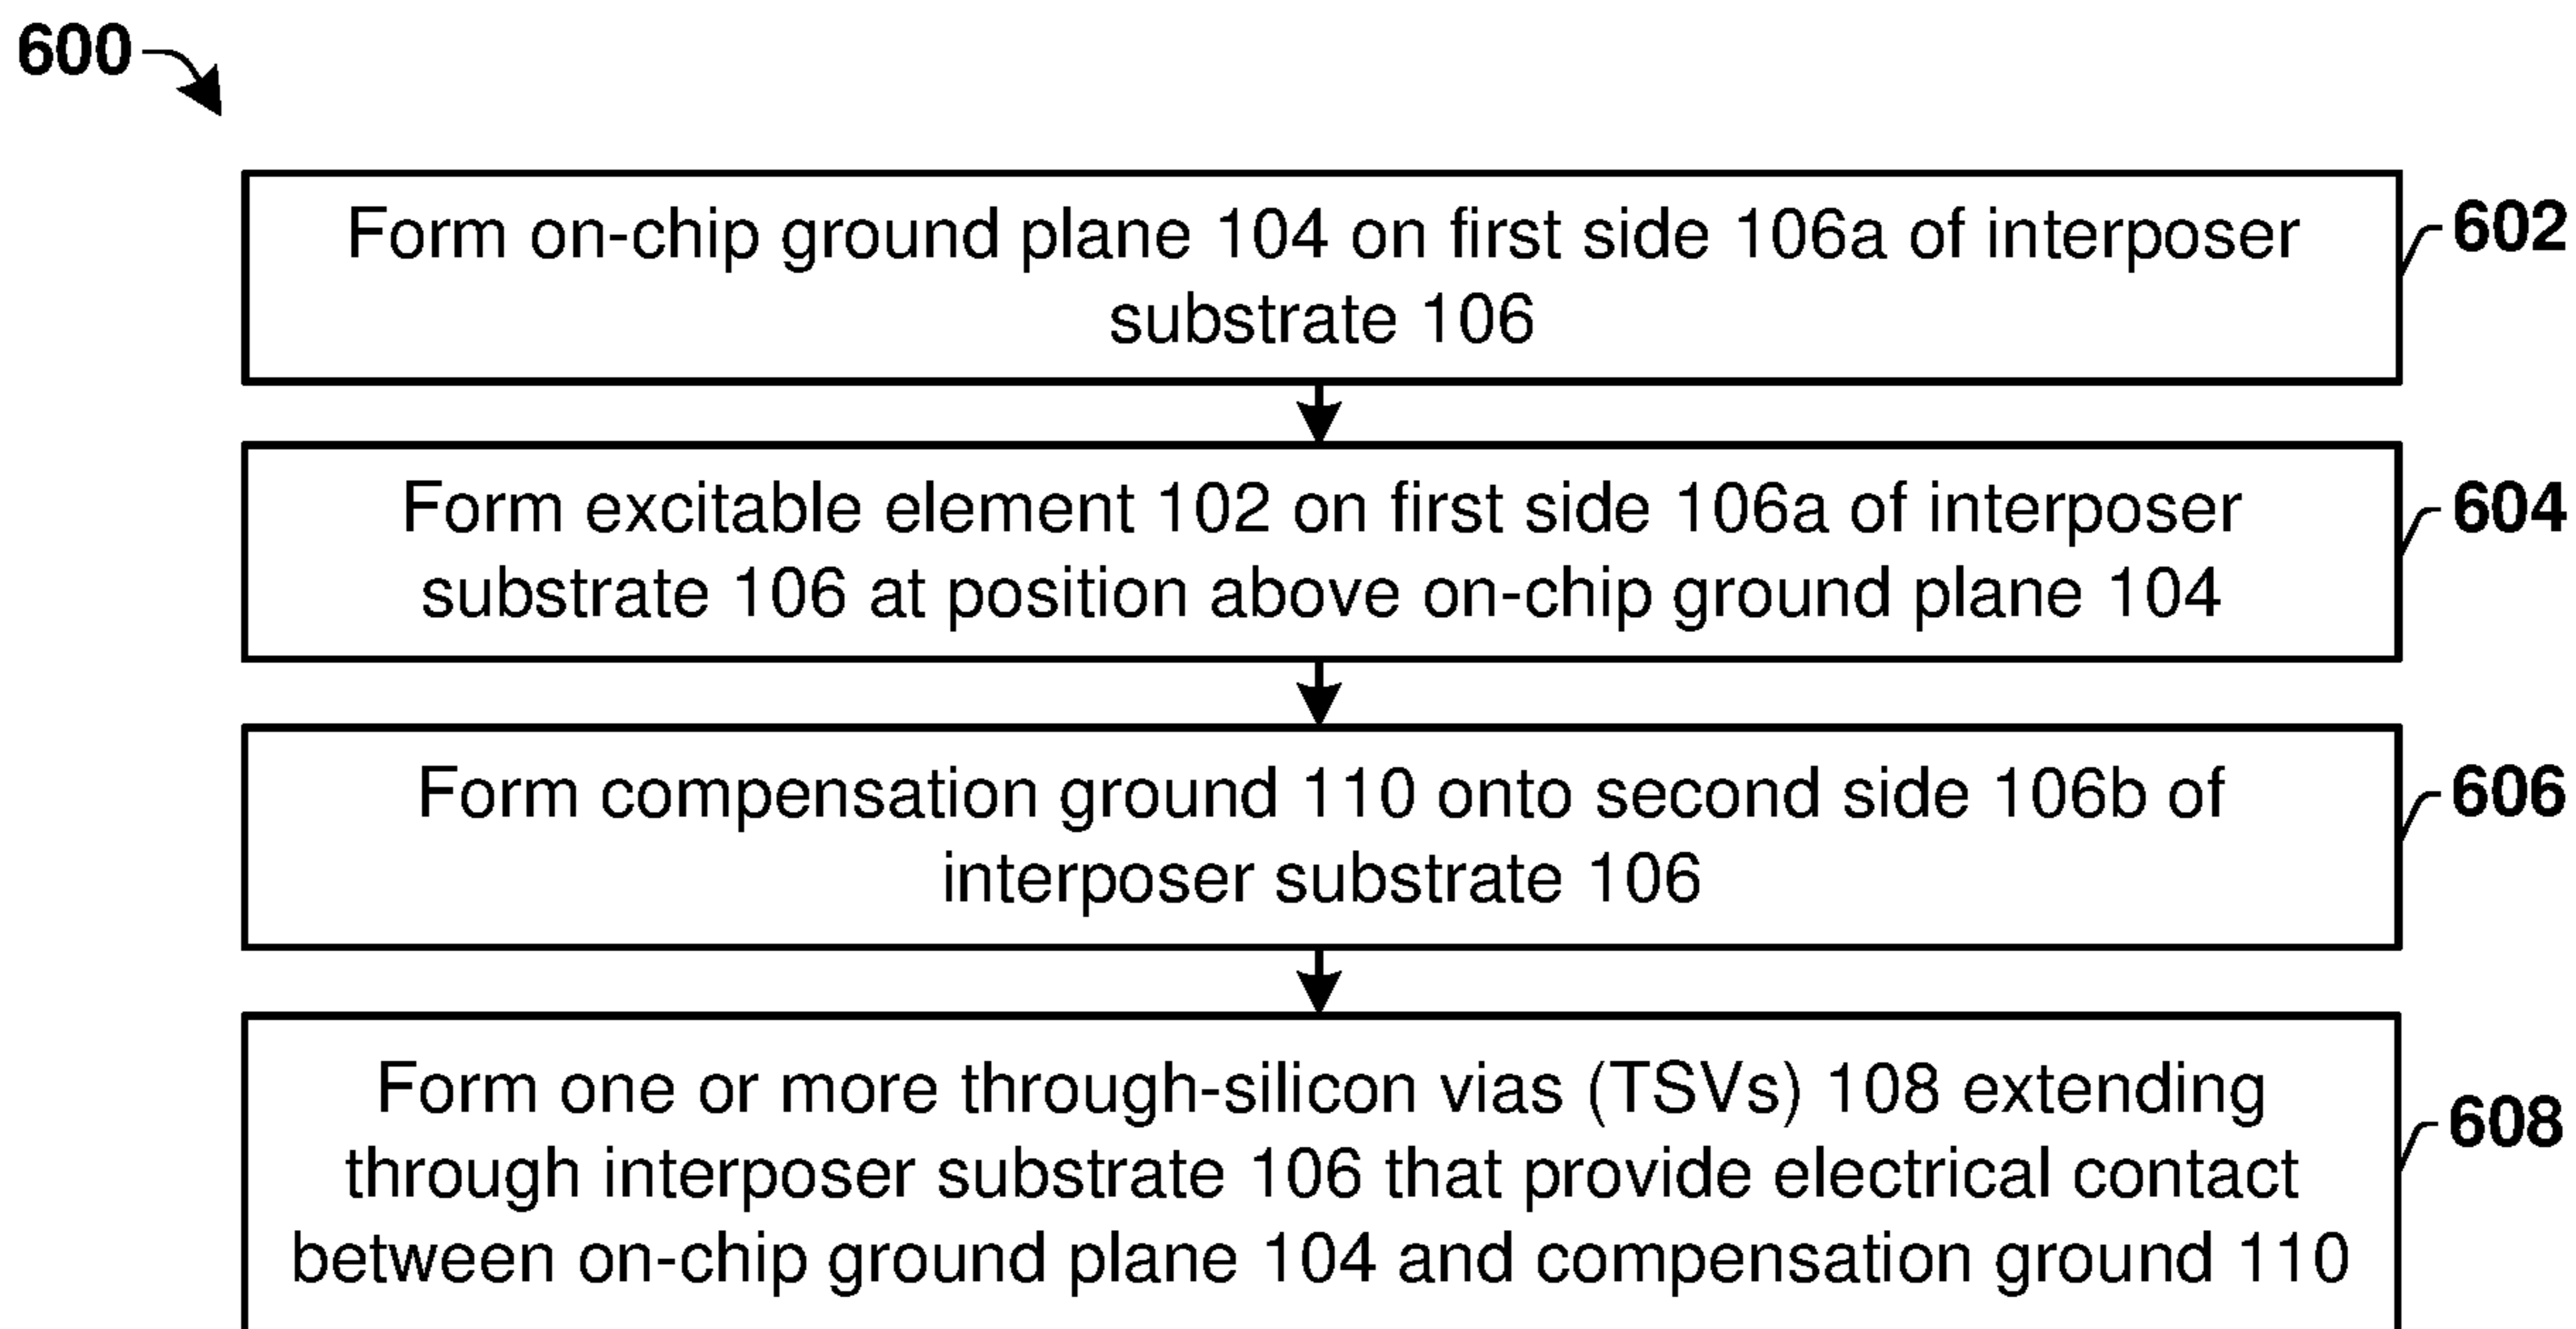 600
Form on-chip ground plane 104 on first side 106a of interposer
substrate 106
602
Form excitable element 102 on first side 106a of interposer
substrate 106 at position above on-chip ground plane 104
604
Form compensation ground 110 onto second side 106b of
interposer substrate 106
606
Form one or more through-silicon vias (TSVs) 108 extending
through interposer substrate 106 that provide electrical contact
between on-chip ground plane 104 and compensation ground 110
608